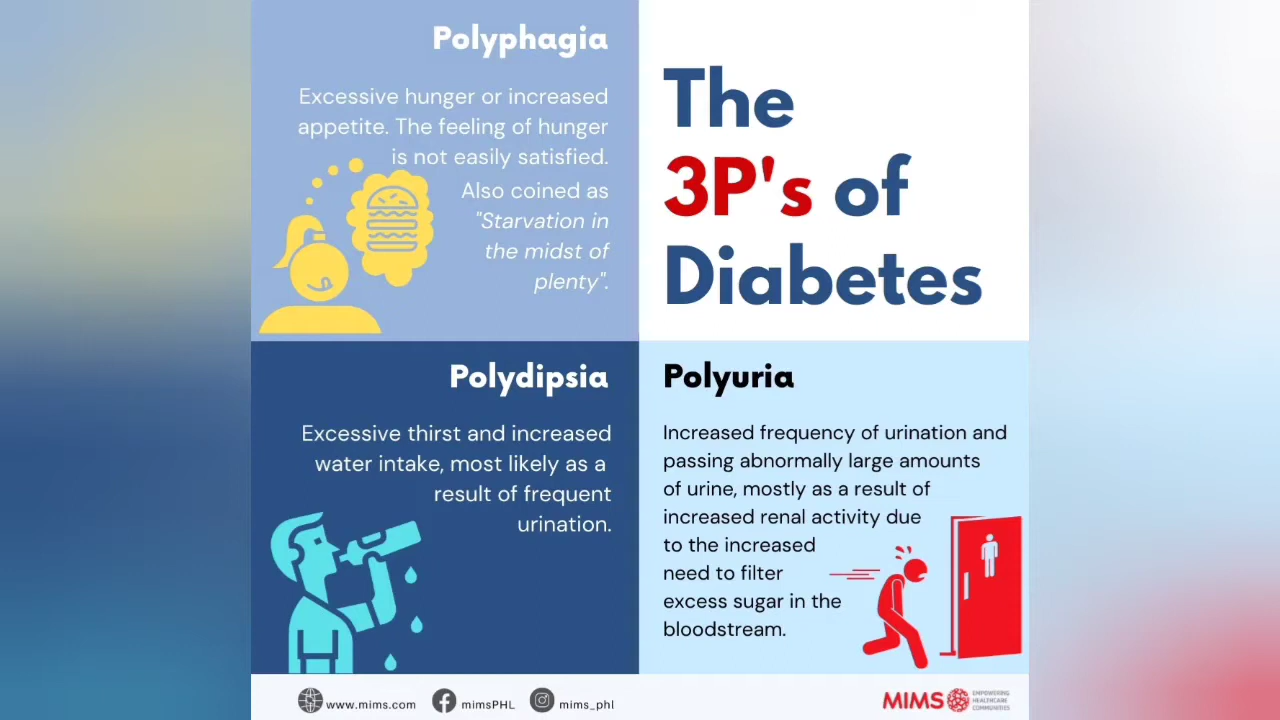 Polyphagia
Excessive hunger or increased
appetite. The feeling of hunger
is not easily satisfied.
Also coined as
"Starvation in
the midst of
plenty".
The
3P's of
Diabetes
Polydipsia
Excessive thirst and increased
water intake, most likely as a
result of frequent
urination.
Polyuria
Increased frequency of urination and
passing abnormally large amounts
of urine, mostly as a result of
increased renal activity due
to the increased
need to filter
excess sugar in the
bloodstream.
www.mims.com
mimsPHL
mims_phl
MIMS
EMPOWERING
HEALTHCARE
COMMUNITIES